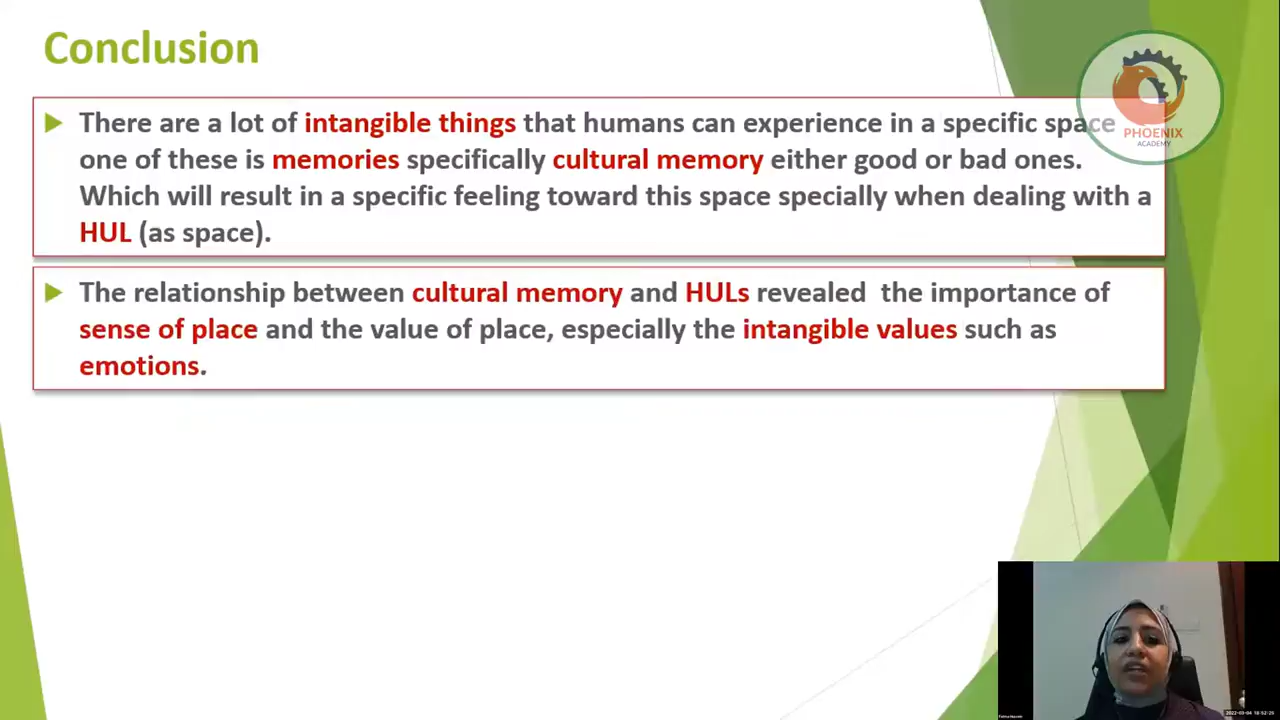 Conclusion
There are a lot of intangible things that humans can experience in a specific space
one of these is memories specifically cultural memory either good or bad ones.
Which will result in a specific feeling toward this space specially when dealing with a
HUL (as space).
The relationship between cultural memory and HULs revealed the importance of
sense of place and the value of place, especially the intangible values such as
emotions.
PHOENIX
ACADEMY